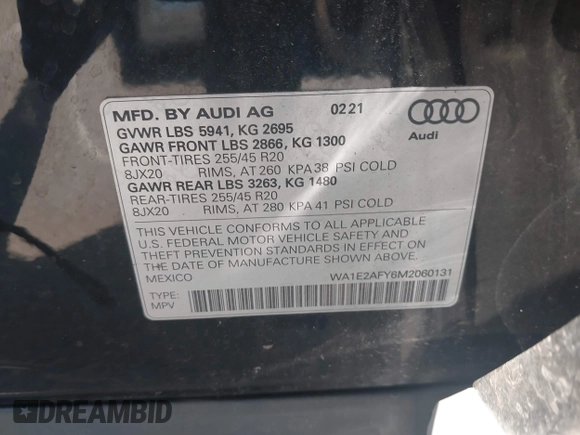 MFD. BY AUDI AG 02 21
GVWR LBS 5941, KG 2695
GAWR FRONT LBS 2866, KG 1300
FRONT-TIRES 255/45 R20
8JX20 RIMS, AT 260 KPA 38 PSI COLD
GAWR REAR LBS 3263, KG 1480
REAR-TIRES 255/45 R20
8JX20 RIMS, AT 280 KPA 41 PSI COLD
Audi
THIS VEHICLE CONFORMS TO ALL APPLICABLE
U.S. FEDERAL MOTOR VEHICLE SAFETY AND
THEFT PREVENTION STANDARDS IN EFFECT ON
THE DATE OF MANUFACTURE SHOWN ABOVE.
MEXICO WA1E2AFY6M2060131
TYPE:
MPV
DREAMBID